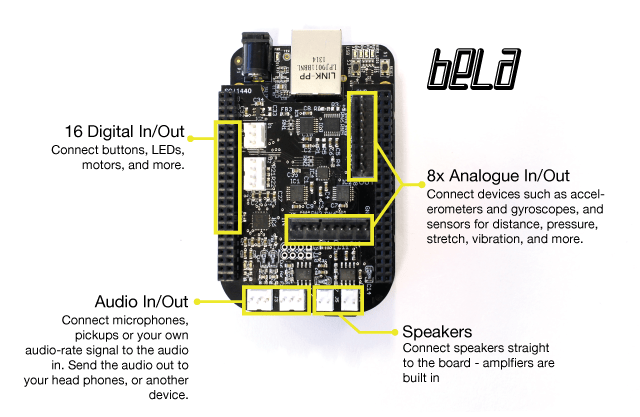 bela
LINK-PP
LPJ0011BBNL
1314
16 Digital In/Out
Connect buttons, LEDs,
motors, and more.
8x Analogue In/Out
Connect devices such as accel-
erometers and gyroscopes, and
sensors for distance, pressure,
stretch, vibration, and more.
Audio In/Out
Connect microphones,
pickups or your own
audio-rate signal to the audio
in. Send the audio out to
your head phones, or another
device.
Speakers
Connect speakers straight
to the board - amplfiers are
built in